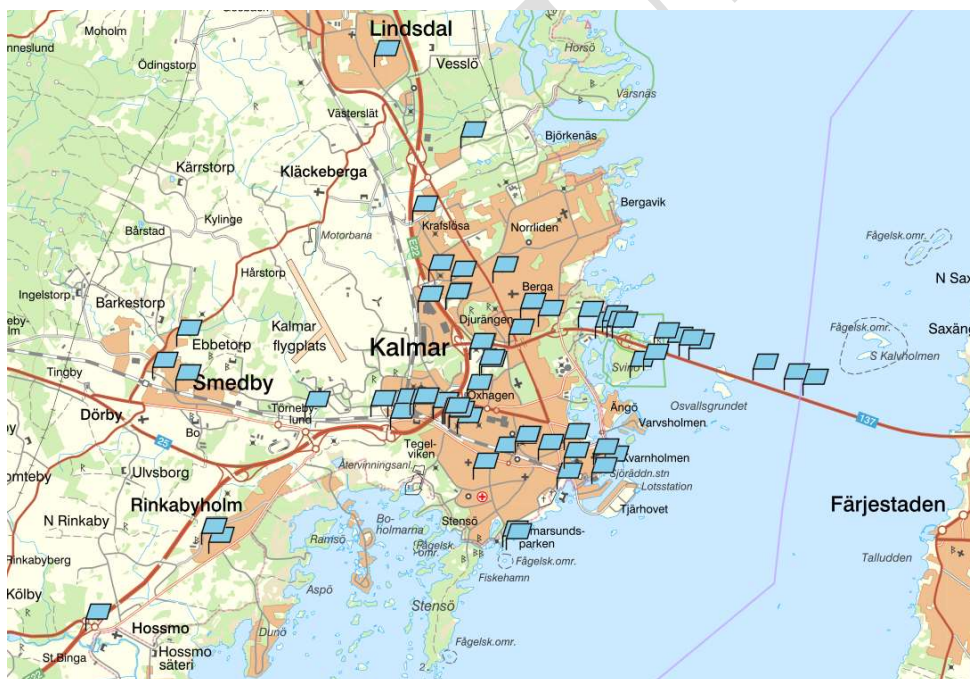 Lindsdal
Moholm
Ödingstorp
Vesslö
Horsö
Värsnäs
Västerslät
Björkenäs
Kärrstorp
Kläckeberga
Bergavik
Kylinge
Krafslösa
Norrliden
Bårstad
Motorbana
Fågelsk.omr.
E22
Hårstorp
Ingelstorp
Barkestorp
Berga
N Sax
Kalmar
flygplats
Djurängen
Fågelsk.omr.
Saxäng
Ebbetorp
Kalmar
S Kalvholmen
Tingby
Smedby
Svinö
Oxhagen
Osvallsgrundet
Dörby
Törneby-
lund
Ängö
Varvsholmen
137
Bo
25
Tegel-
viken
Kvarnholmen
Ulvsborg
Återvinningsanl.
Sjöräddn.stn
Lotsstation
Rinkabyholm
Tjärhovet
Färjestaden
N Rinkaby
Bo-
holmarna
Stensö
marsunds-
parken
Ramsö
Fågelsk.
omr.
Rinkabyberg
Fågelsk.omr.
Talludden
Fiskehamn
Kölby
Aspö
Stensö
Hossmo
Dunö
Fågelsk.omr.
St.Binga
Hossmo
säteri
E22
2